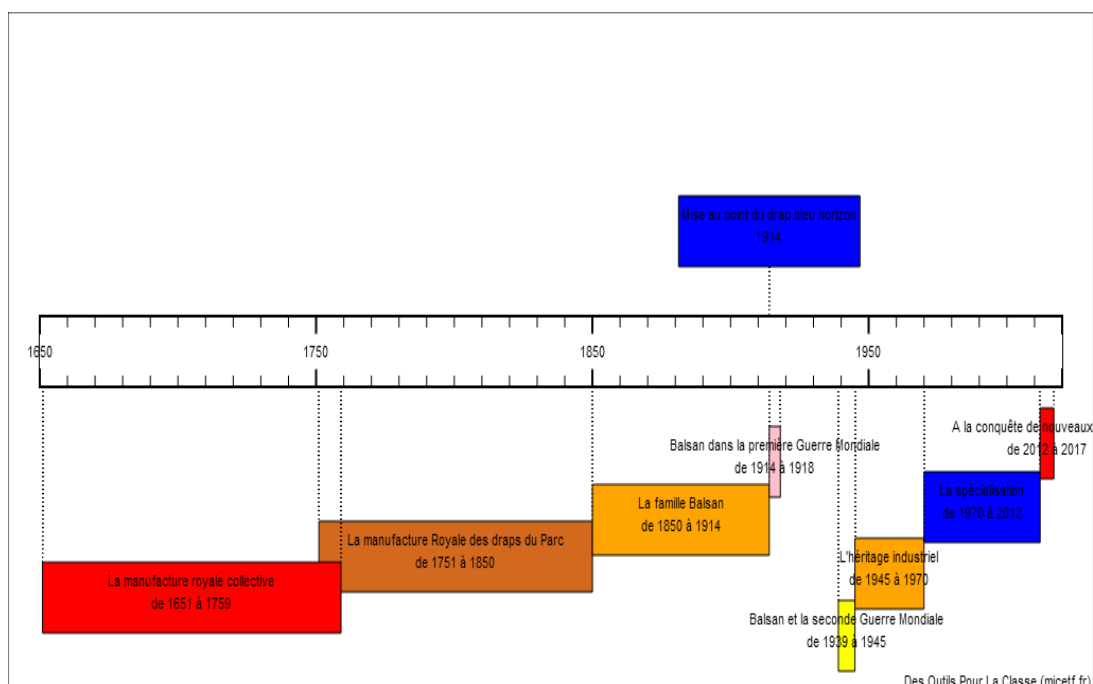 Mise au point du drap bleu horizon
1914
1650
1750
1850
1950
A la conquête de nouveaux
de 2012 à 2017
Balsan dans la première Guerre Mondiale
de 1914 à 1918
La spécialisation
de 1970 à 2012
La famille Balsan
de 1850 à 1914
La manufacture Royale des draps du Parc
de 1751 à 1850
L'héritage industriel
de 1945 à 1970
La manufacture royale collective
de 1651 à 1759
Balsan et la seconde Guerre Mondiale
de 1939 à 1945
Des Outils Pour La Classe (micetf.fr)